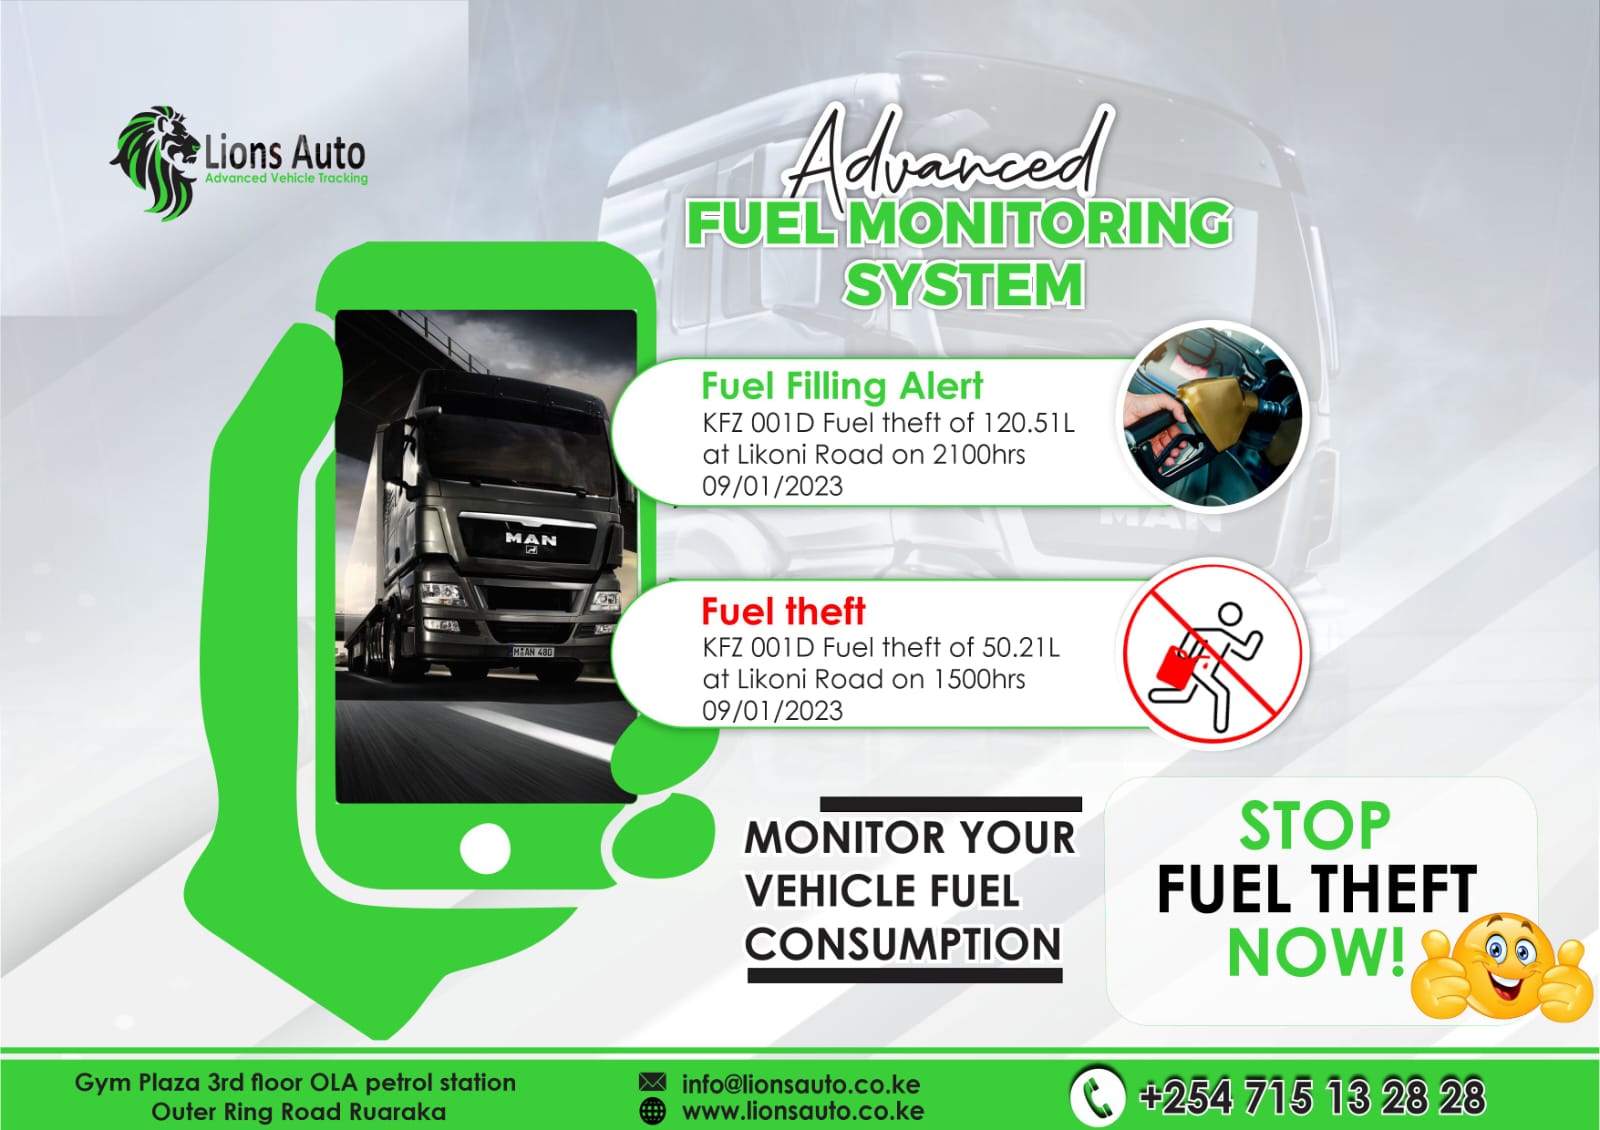 Lions Auto
Advanced Vehicle Tracking
Advanced
FUEL MONITORING
SYSTEM
Fuel Filling Alert
KFZ 001D Fuel theft of 120.51L
at Likoni Road on 2100hrs
09/01/2023
MAN
MAN
M AN 480
Fuel theft
KFZ 001D Fuel theft of 50.21L
at Likoni Road on 1500hrs
09/01/2023
MONITOR YOUR
VEHICLE FUEL
CONSUMPTION
STOP
FUEL THEFT
NOW!
Gym Plaza 3rd floor OLA petrol station
Outer Ring Road Ruaraka
info@lionsauto.co.ke
www.lionsauto.co.ke
+254 715 13 28 28